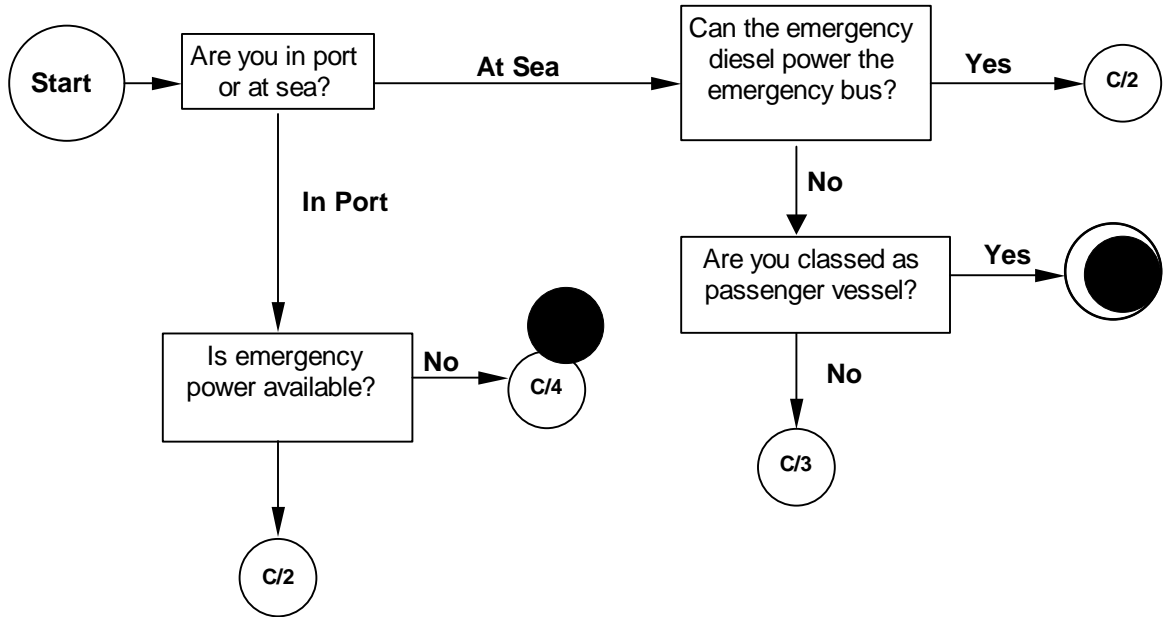 Start
Are you in port
or at sea?
At Sea
Can the emergency
diesel power the
emergency bus?
Yes
C/2
No
In Port
Are you classed as
passenger vessel?
Yes
Is emergency
power available?
No
C/4
No
C/3
C/2